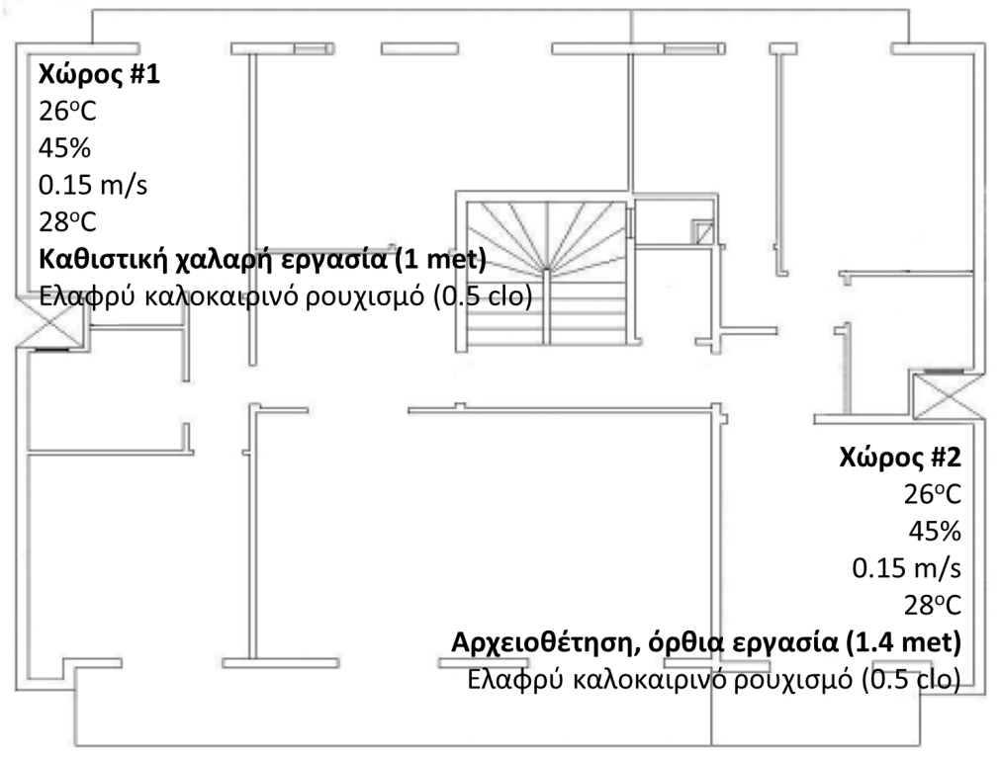 Χώρος #1
26°C
45%
0.15 m/s
28°C
Καθιστική χαλαρή εργασία (1 met)
Ελαφρύ καλοκαιρινό ρουχισμό (0.5 clo)
Χώρος #2
26°C
45%
0.15 m/s
28°C
Αρχειοθέτηση, όρθια εργασία (1.4 met)
Ελαφρύ καλοκαιρινό ρουχισμό (0.5 clo)